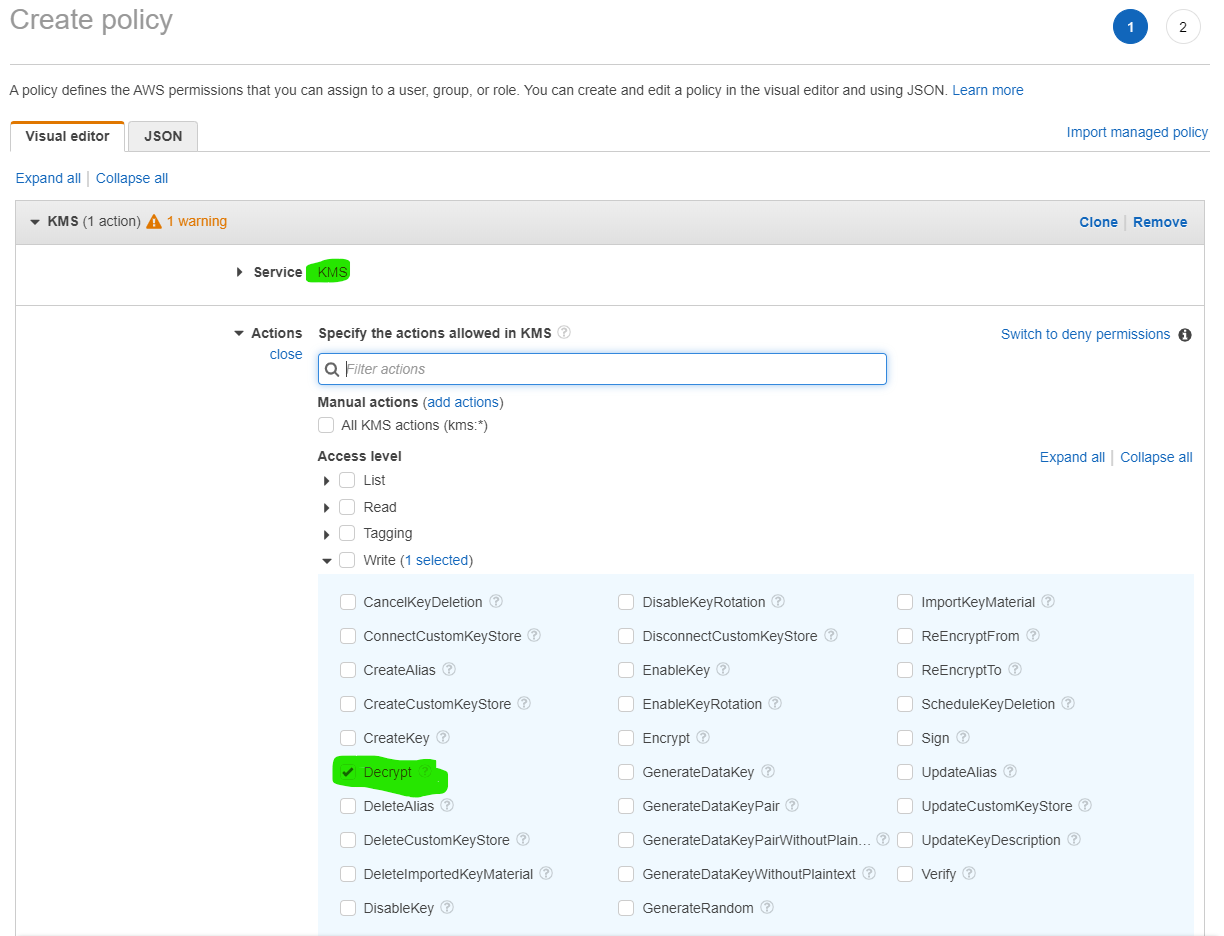 Create policy
1 2
A policy defines the AWS permissions that you can assign to a user, group, or role. You can create and edit a policy in the visual editor and using JSON. Learn more
Visual editor JSON Import managed policy
Expand all | Collapse all
KMS (1 action) 1 warning Clone | Remove
Service KMS
Actions Specify the actions allowed in KMS ? Switch to deny permissions i
close
Filter actions
Manual actions (add actions)
All KMS actions (kms:*)
Access level Expand all | Collapse all
List
Read
Tagging
Write (1 selected)
CancelKeyDeletion ? DisableKeyRotation ? ImportKeyMaterial ?
ConnectCustomKeyStore ? DisconnectCustomKeyStore ? ReEncryptFrom ?
CreateAlias ? EnableKey ? ReEncryptTo ?
CreateCustomKeyStore ? EnableKeyRotation ? ScheduleKeyDeletion ?
CreateKey ? Encrypt ? Sign ?
Decrypt ? GenerateDataKey ? UpdateAlias ?
DeleteAlias ? GenerateDataKeyPair ? UpdateCustomKeyStore ?
DeleteCustomKeyStore ? GenerateDataKeyPairWithoutPlain... ? UpdateKeyDescription ?
DeleteImportedKeyMaterial ? GenerateDataKeyWithoutPlaintext ? Verify ?
DisableKey ? GenerateRandom ?